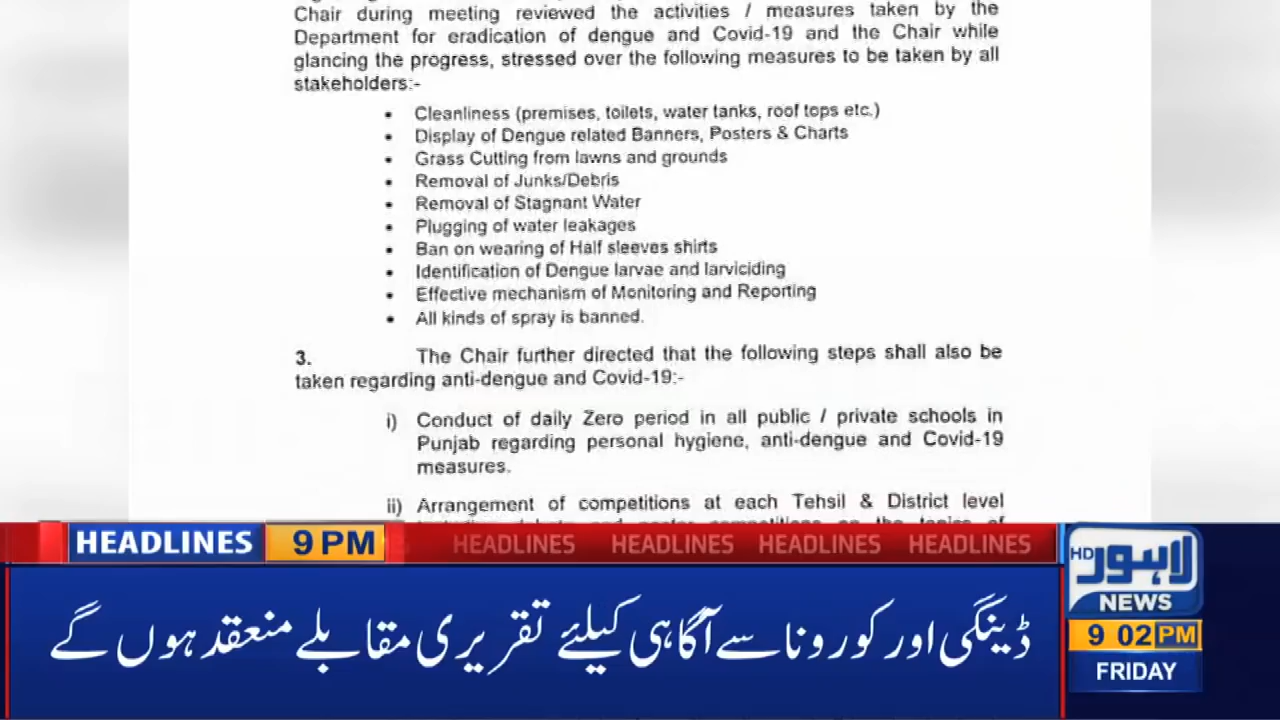 Chair during meeting reviewed the activities / measures taken by the
Department for eradication of dengue and Covid-19 and the Chair while
glancing the progress, stressed over the following measures to be taken by all
stakeholders:-
• Cleanliness (premises, toilets, water tanks, roof tops etc.)
• Display of Dengue related Banners, Posters & Charts
• Grass Cutting from lawns and grounds
• Removal of Junks/Debris
• Removal of Stagnant Water
• Plugging of water leakages
• Ban on wearing of Half sleeves shirts
• Identification of Dengue larvae and larviciding
• Effective mechanism of Monitoring and Reporting
• All kinds of spray is banned.
3. The Chair further directed that the following steps shall also be
taken regarding anti-dengue and Covid-19:-
i) Conduct of daily Zero period in all public / private schools in
Punjab regarding personal hygiene, anti-dengue and Covid-19
measures.
ii) Arrangement of competitions at each Tehsil & District level
HEADLINES 9 PM HEADLINES HEADLINES HEADLINES HEADLINES
ڈینگی اور کورونا سے آگاہی کیلئے تقریری مقابلے منعقد ہوں گے
HD لاہور
NEWS
9 02 PM
FRIDAY